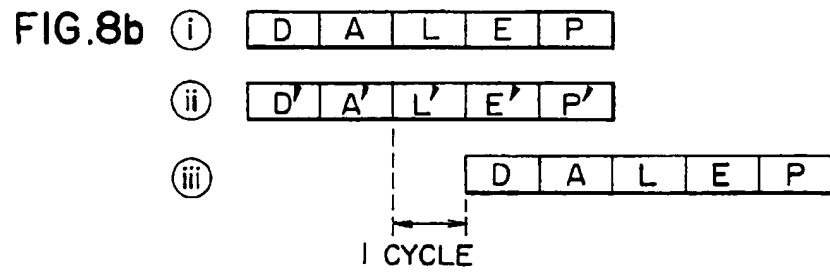 FIG.8b i D A L E P
ii D' A' L' E' P'
iii D A L E P
1 CYCLE